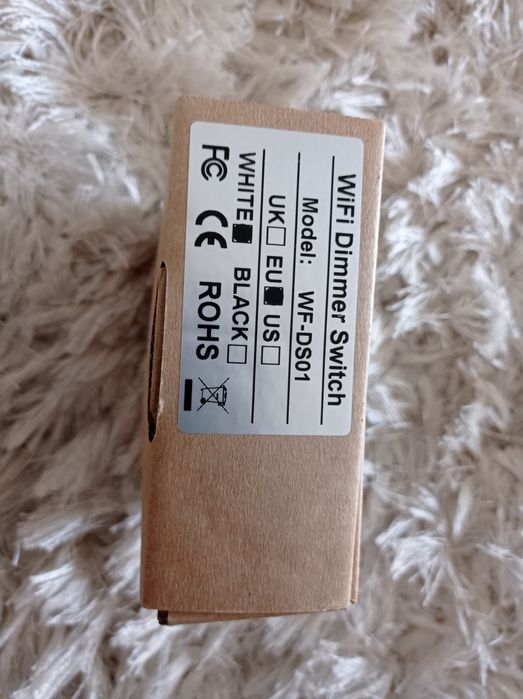 WiFi Dimmer Switch
Model: WF-DS01
UK□ EU■ US□
WHITE■ BLACK□
FC CE ROHS